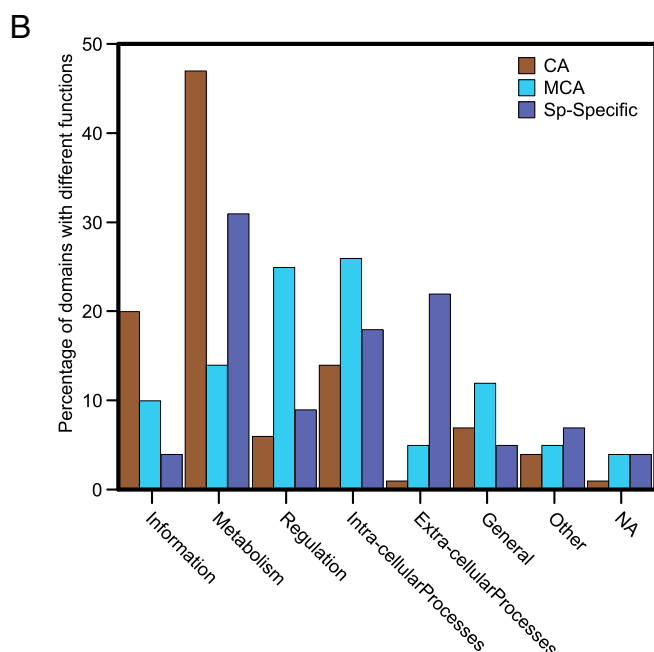 B
Percentage of domains with different functions
50
40
30
20
10
0
CA
MCA
Sp-Specific
Information
Metabolism
Regulation
Intra-cellularProcesses
Extra-cellularProcesses
General
Other
NA